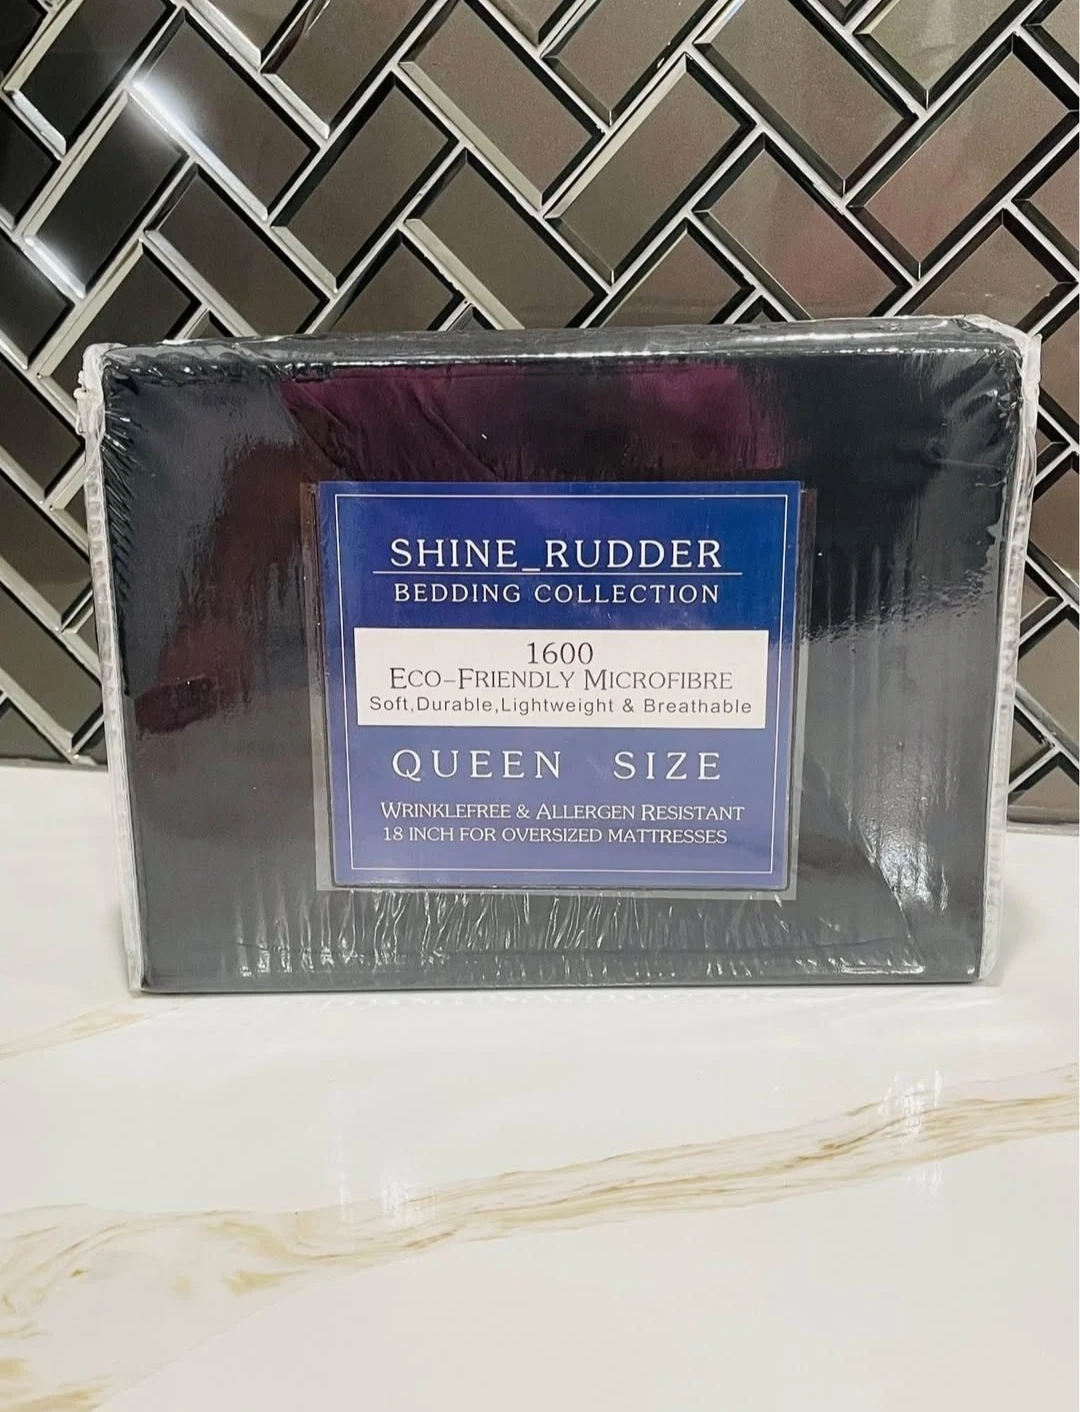 SHINE_RUDDER
BEDDING COLLECTION
1600
ECO-FRIENDLY MICROFIBRE
Soft,Durable,Lightweight & Breathable
QUEEN SIZE
WRINKLEFREE & ALLERGEN RESISTANT
18 INCH FOR OVERSIZED MATTRESSES